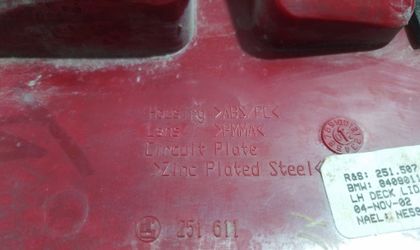 Housing >ABS/PC<
Lens >PMMA<
Circuit Plate
>Zinc Plated Steel<
251 611
R&S: 251.507
BMW: 8409011
LH DECK LID
04-NOV-02